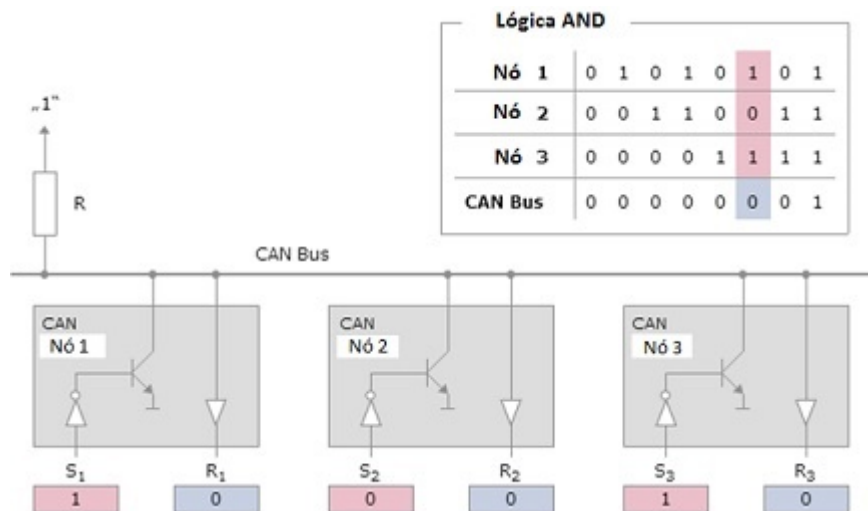 Lógica AND
Nó 1 0 1 0 1 0 1 0 1
Nó 2 0 0 1 1 0 0 1 1
Nó 3 0 0 0 0 1 1 1 1
CAN Bus 0 0 0 0 0 0 0 1
„1“
R
CAN Bus
CAN CAN CAN
Nó 1 Nó 2 Nó 3
S1 R1 S2 R2 S3 R3
1 0 0 0 1 0